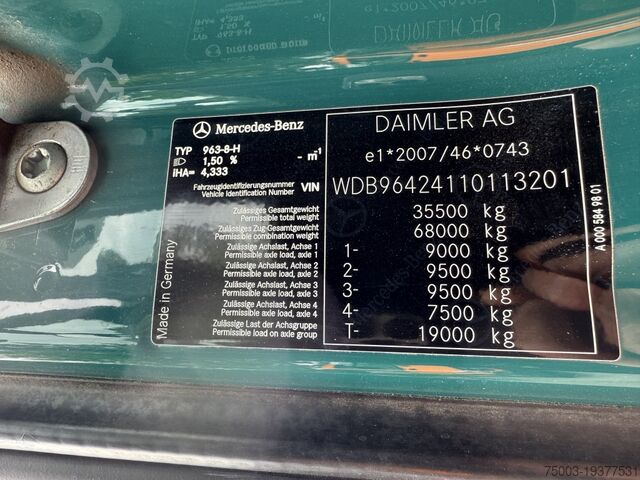 Mercedes-Benz
TYP 963-8-H
1,50 % - m-1
IHA= 4,333
Fahrzeugidentifizierungsnummer
Vehicle Identification Number VIN
Zulässiges Gesamtgewicht
Permissible total weight
Zulässiges Zug-Gesamtgewicht
Permissible combination weight
Zulässige Achslast, Achse 1
Permissible axle load, axle 1
Zulässige Achslast, Achse 2
Permissible axle load, axle 2
Zulässige Achslast, Achse 3
Permissible axle load, axle 3
Zulässige Achslast, Achse 4
Permissible axle load, axle 4
Zulässige Last der Achsgruppe
Permissible load on axle group
Made in Germany
DAIMLER AG
e1*2007/46*0743
WDB96424110113201
35500 kg
68000 kg
1- 9000 kg
2- 9500 kg
3- 9500 kg
4- 7500 kg
T- 19000 kg
A 000 584 98 01
75003-19377531